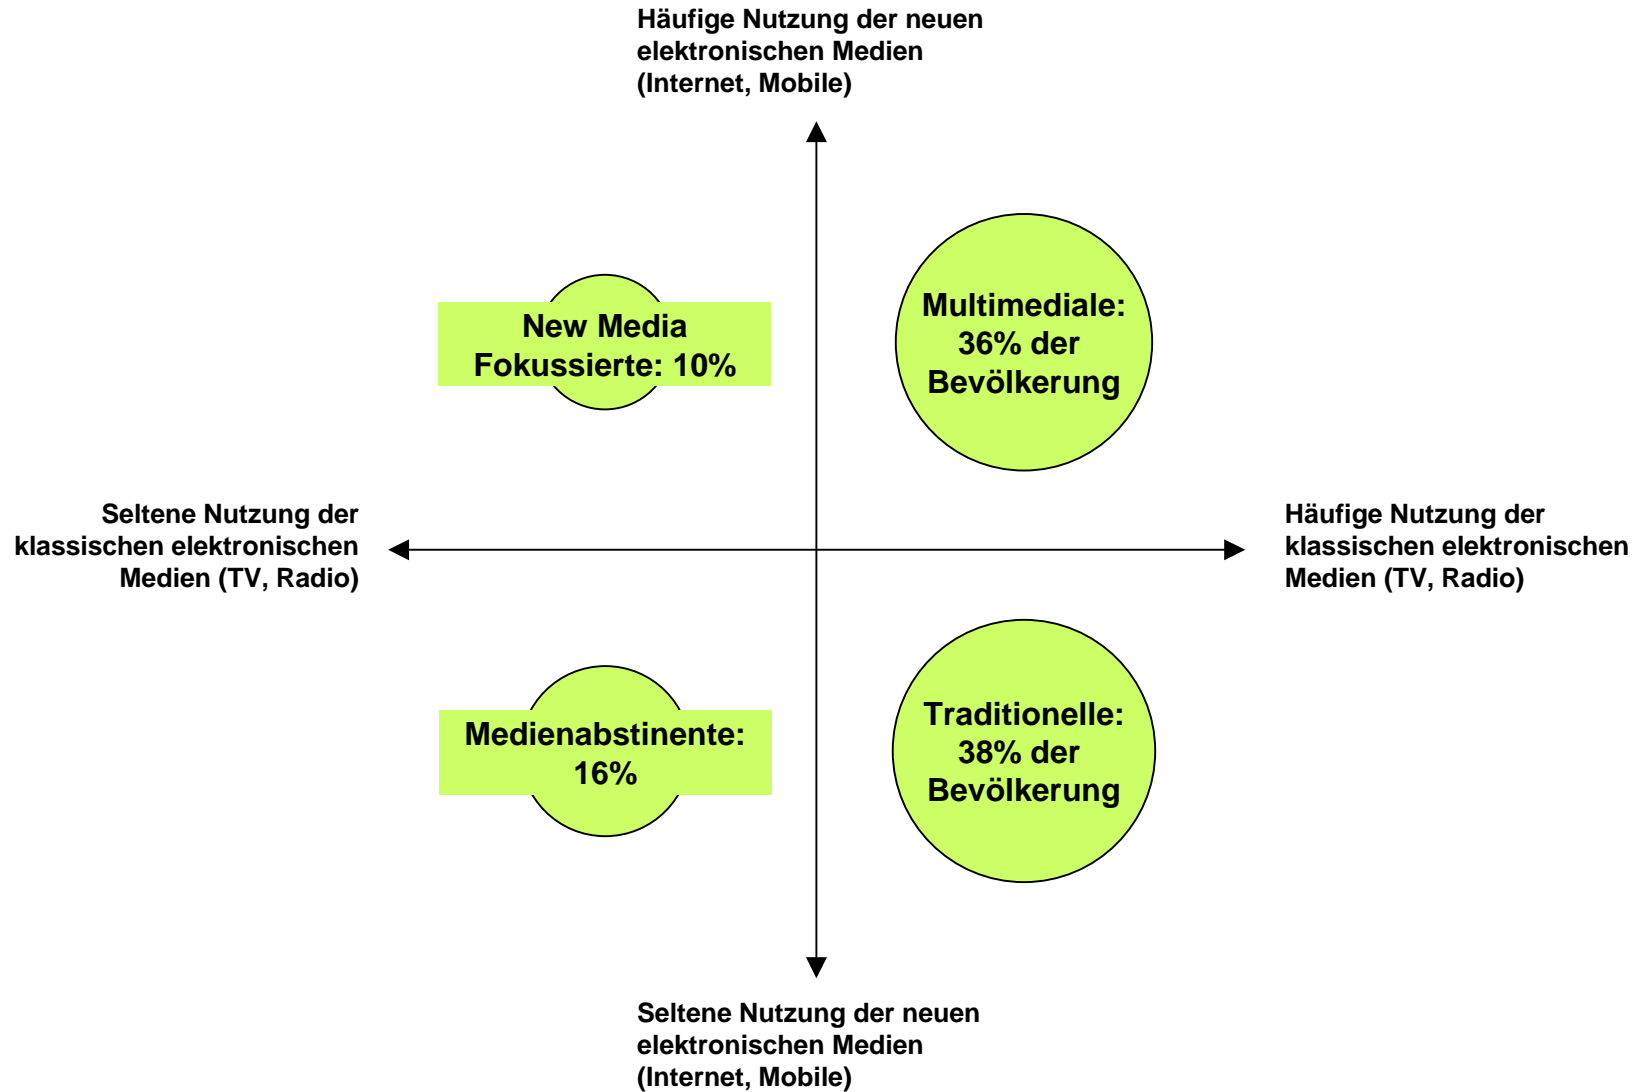 Häufige Nutzung der neuen
elektronischen Medien
(Internet, Mobile)
New Media
Fokussierte: 10%
Multimediale:
36% der
Bevölkerung
Seltene Nutzung der
klassischen elektronischen
Medien (TV, Radio)
Häufige Nutzung der
klassischen elektronischen
Medien (TV, Radio)
Medienabstinente:
16%
Traditionelle:
38% der
Bevölkerung
Seltene Nutzung der neuen
elektronischen Medien
(Internet, Mobile)